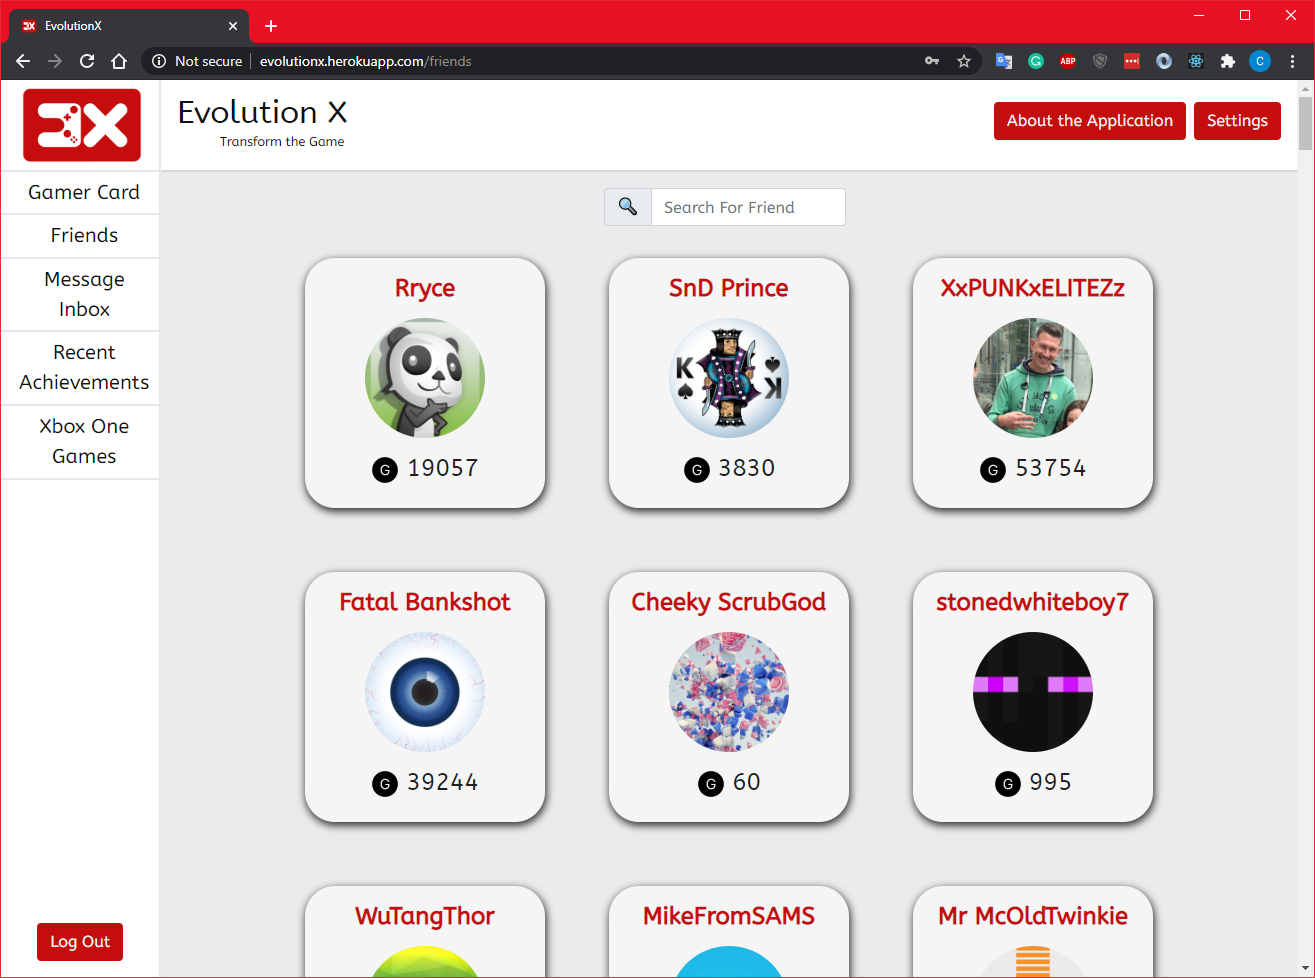 EvolutionX
Not secure
evolutionx.herokuapp.com/friends
ABP
C
Evolution X
Transform the Game
About the Application
Settings
Gamer Card
Friends
Message
Inbox
Recent
Achievements
Xbox One
Games
Log Out
Search For Friend
Rryce
SnD Prince
XxPUNKxELITEZz
K
K
G 19057
G 3830
G 53754
Fatal Bankshot
Cheeky ScrubGod
stonedwhiteboy7
G 39244
G 60
G 995
WuTangThor
MikeFromSAMS
Mr McOldTwinkie